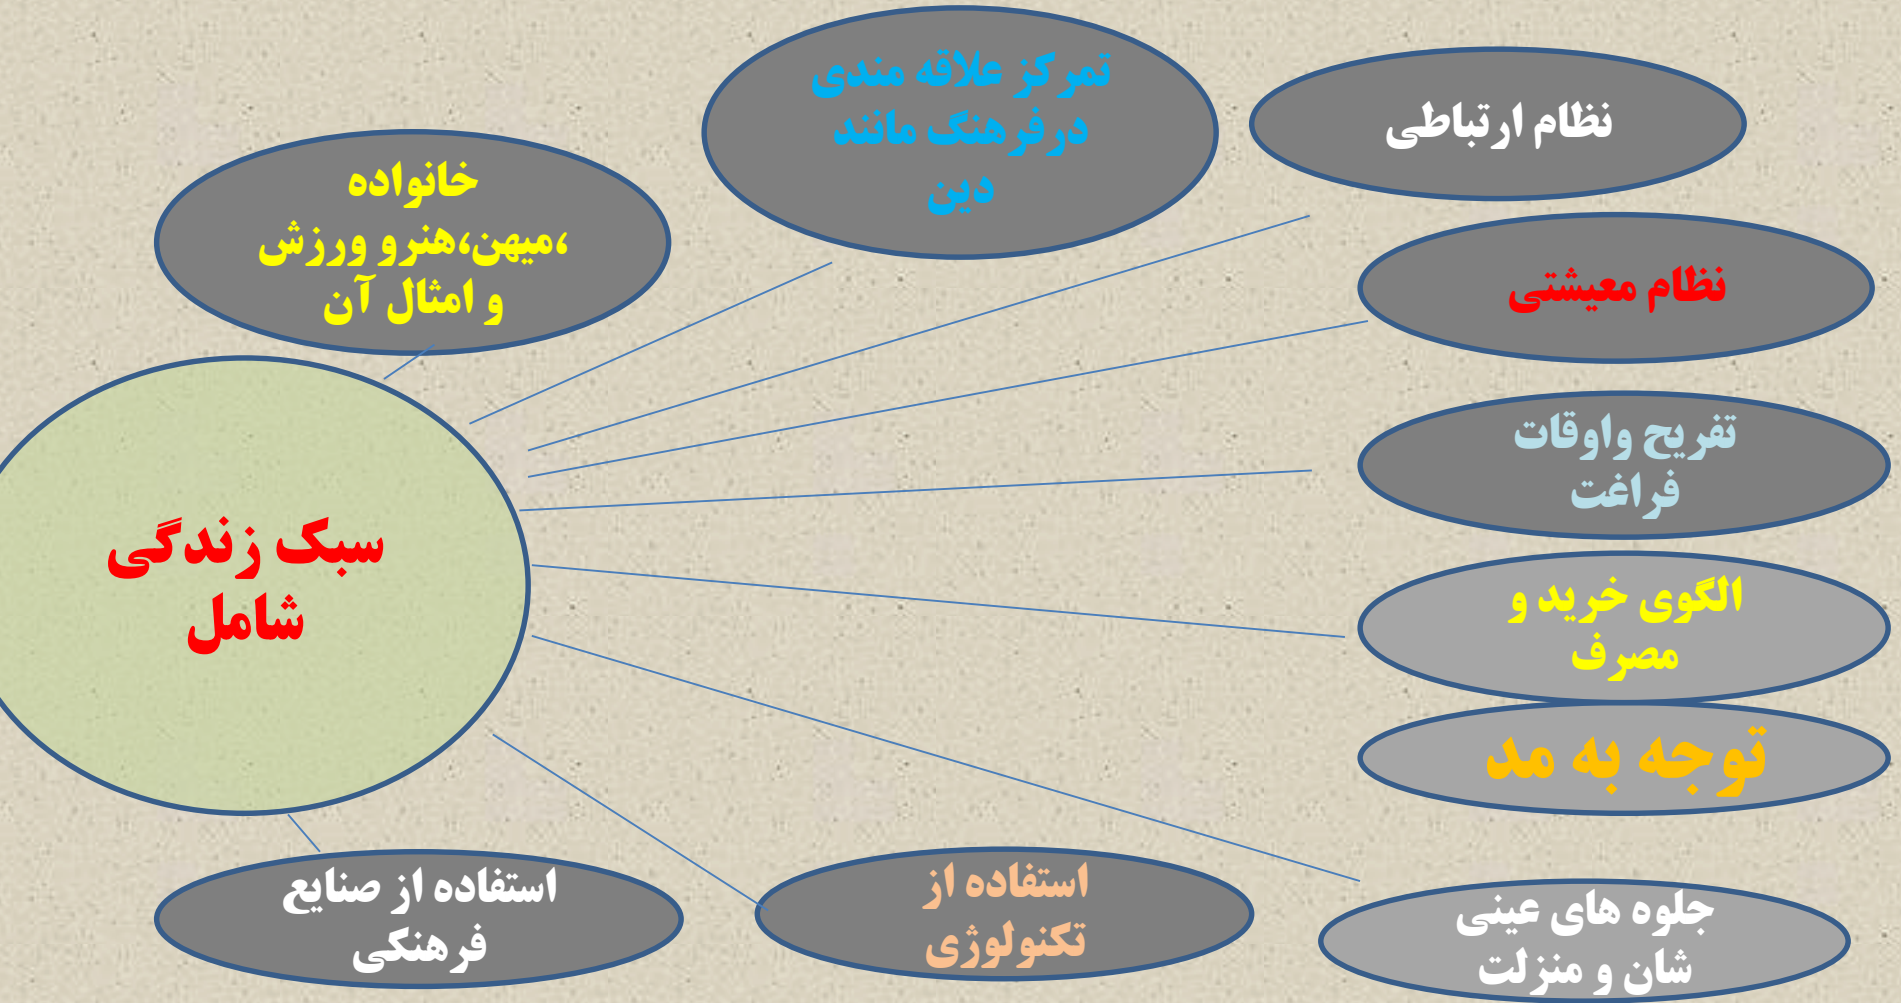 تمرکز علاقه مندی
درفرهنگ مانند
دین
نظام ارتباطی
خانواده
،میهن،هنرو ورزش
و امثال آن
نظام معیشتی
تفریح واوقات
فراغت
سبک زندگی
شامل
الگوی خرید و
مصرف
توجه به مد
استفاده از صنایع
فرهنکی
استفاده از
تکنولوژی
جلوه های عینی
شان و منزلت